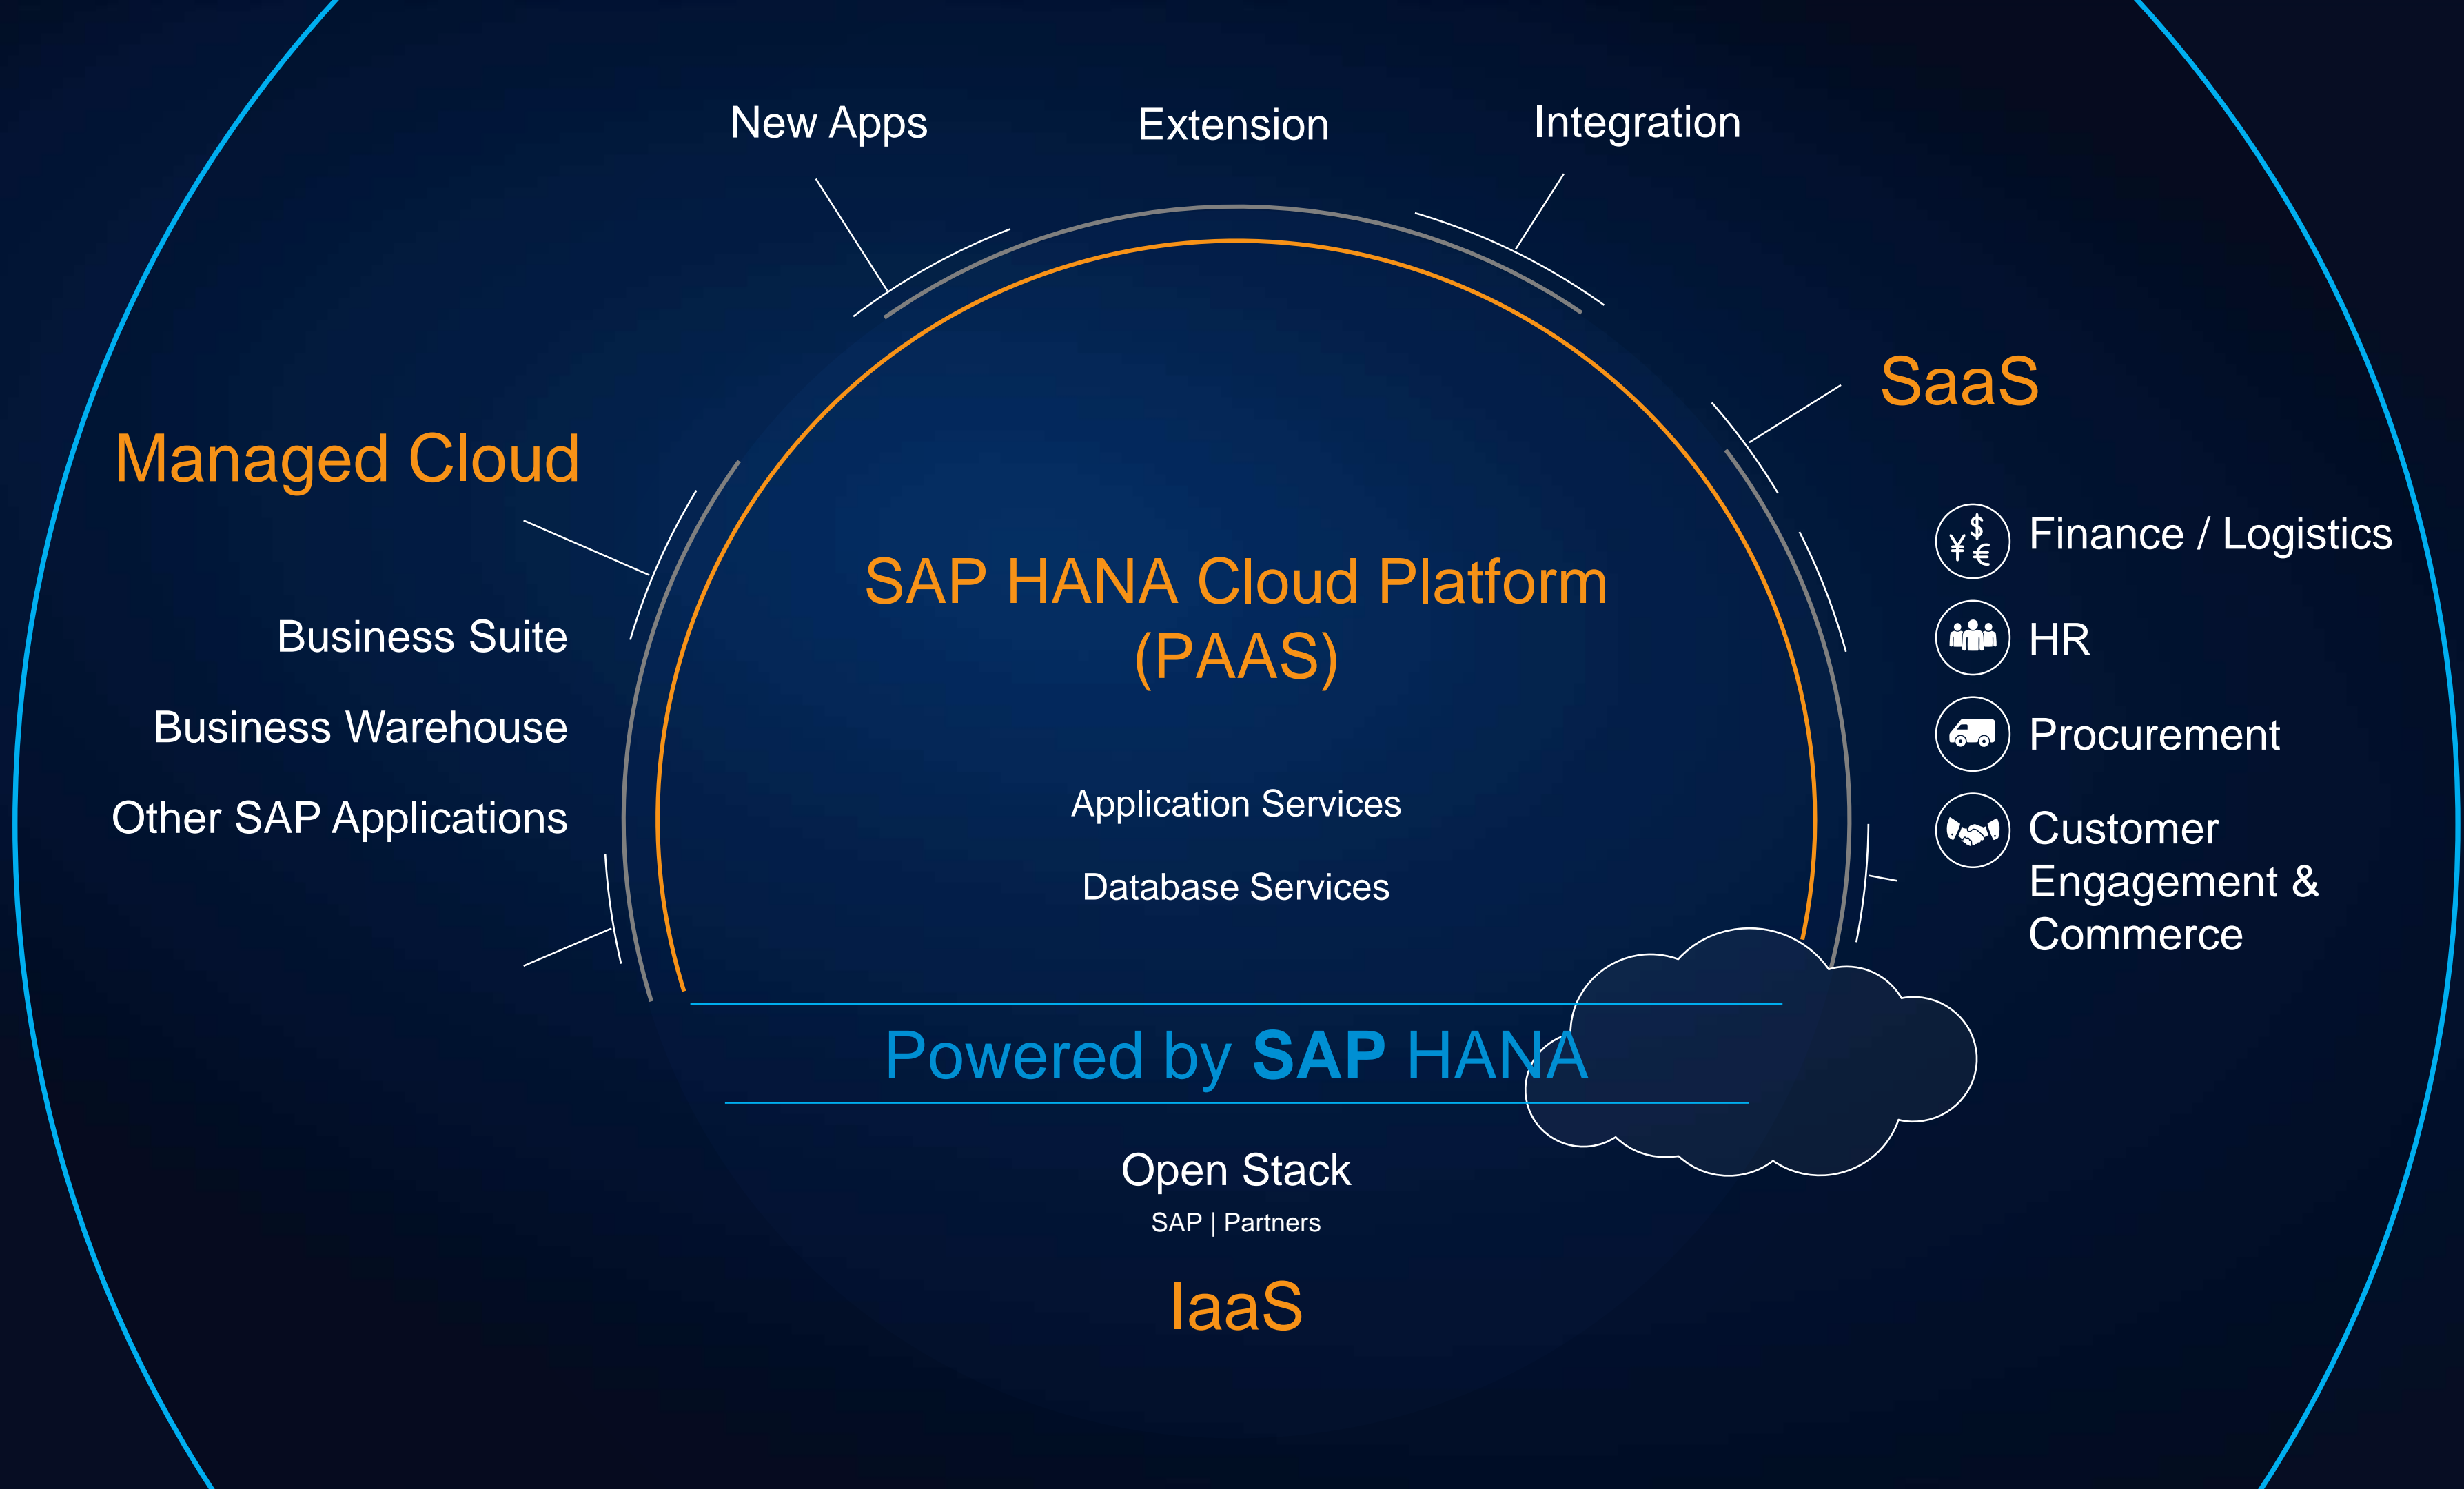 New Apps
Extension
Integration
SaaS
Managed Cloud
Finance / Logistics
SAP HANA Cloud Platform
(PAAS)
Business Suite
HR
Business Warehouse
Procurement
Application Services
Other SAP Applications
Customer
Engagement &
Commerce
Database Services
Powered by SAP HANA
Open Stack
SAP | Partners
IaaS